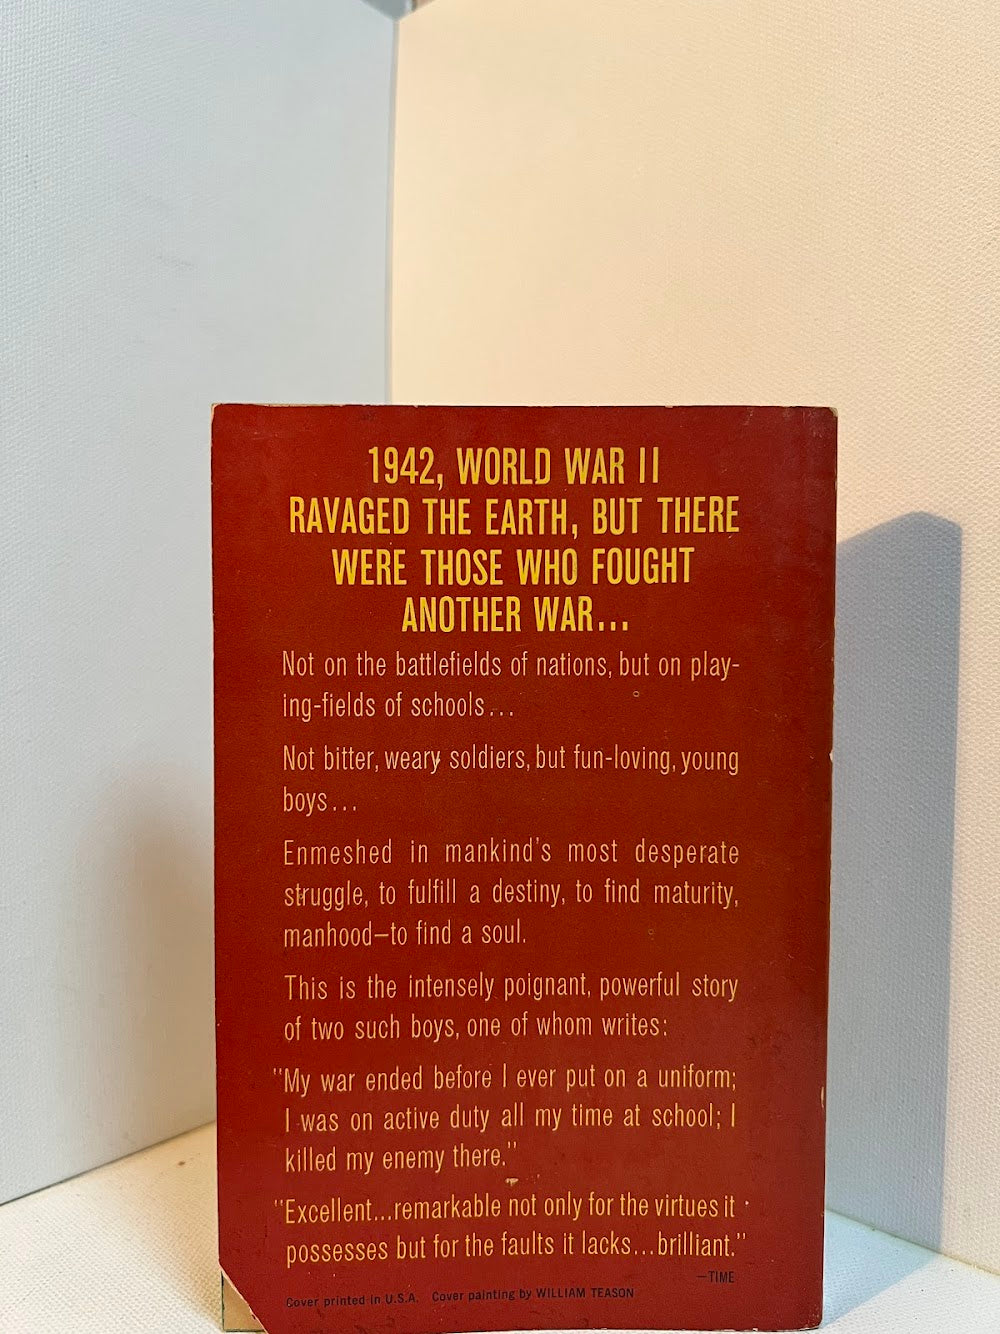 1942, WORLD WAR II
RAVAGED THE EARTH, BUT THERE
WERE THOSE WHO FOUGHT
ANOTHER WAR...
Not on the battlefields of nations, but on play-
ing-fields of schools...
Not bitter, weary soldiers, but fun-loving, young
boys...
Enmeshed in mankind's most desperate
struggle, to fulfill a destiny, to find maturity,
manhood—to find a soul.
This is the intensely poignant, powerful story
of two such boys, one of whom writes:
"My war ended before I ever put on a uniform;
I was on active duty all my time at school; I
killed my enemy there."
"Excellent...remarkable not only for the virtues it
possesses but for the faults it lacks...brilliant."
—TIME
Cover printed in U.S.A. Cover painting by WILLIAM TEASON